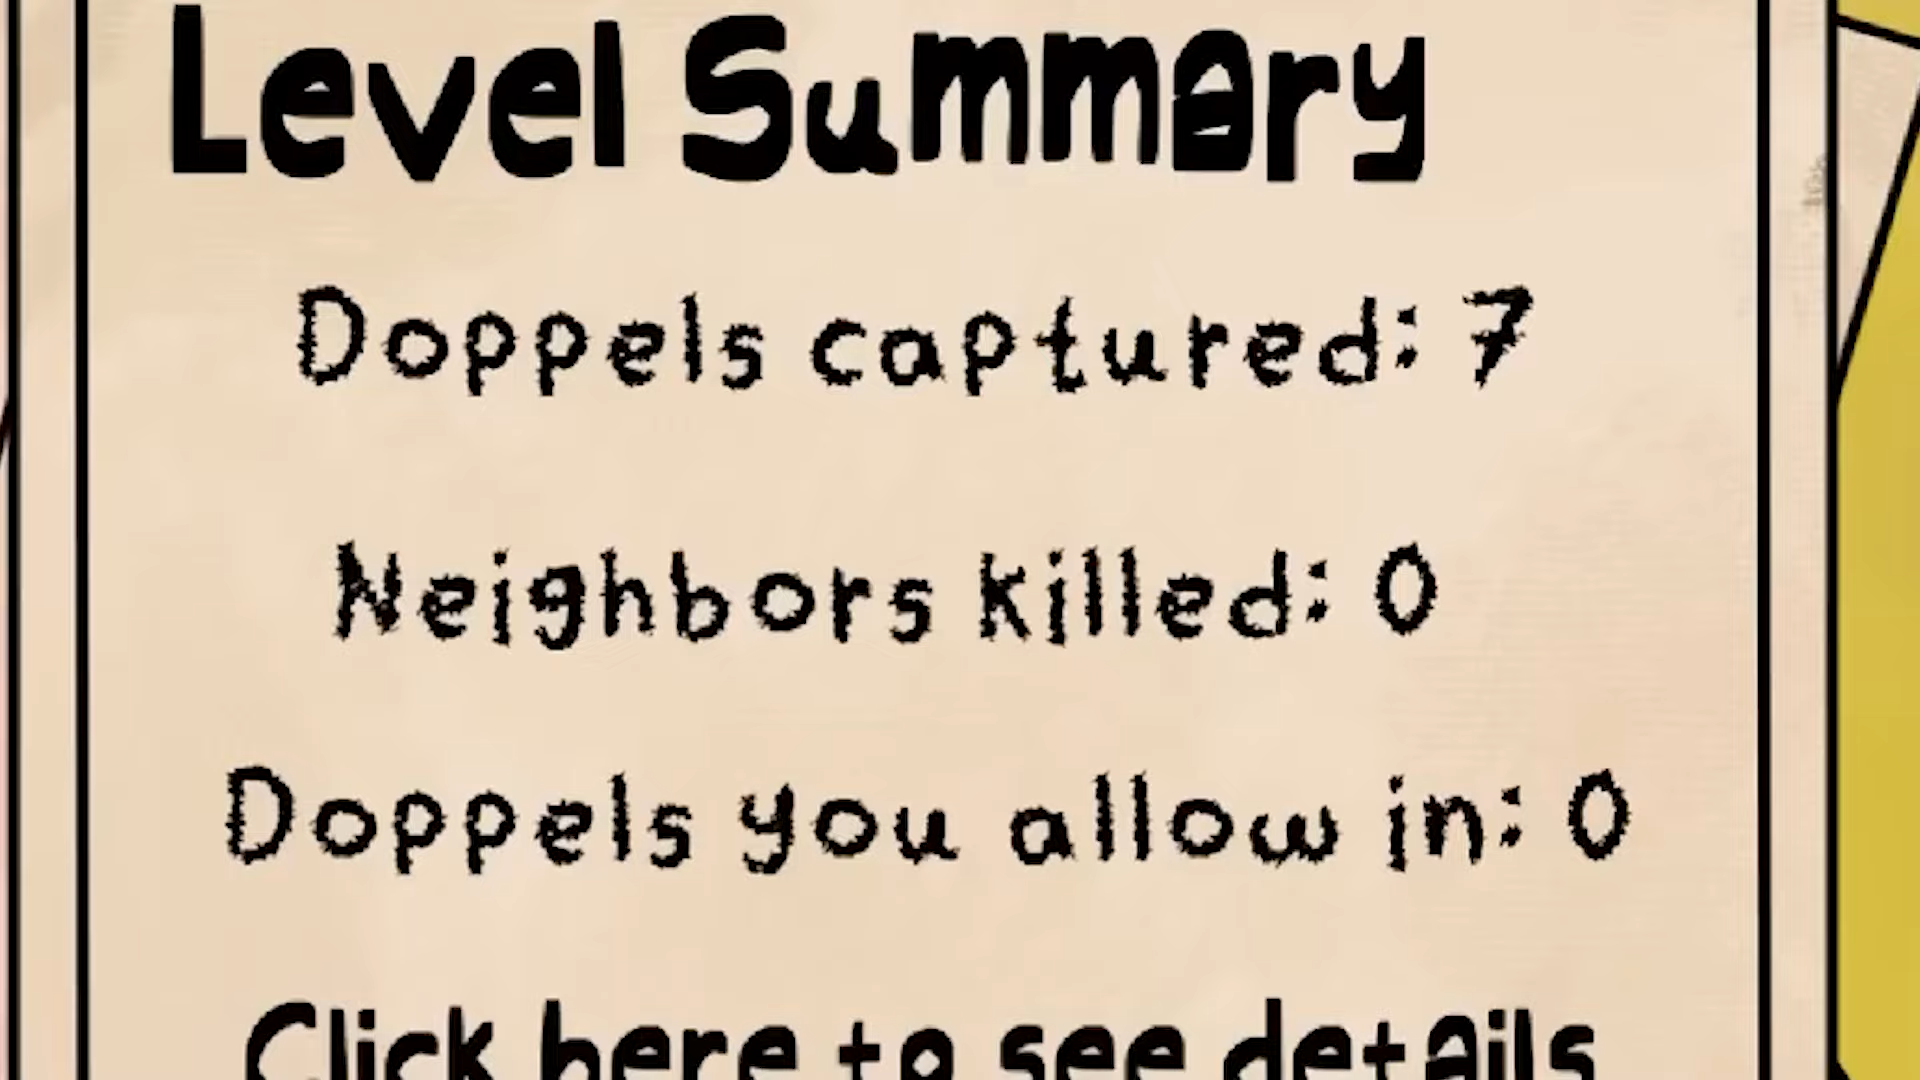 Level Summary
Doppels captured: 7
Neighbors killed: 0
Doppels you allow in: 0
Click here to see details